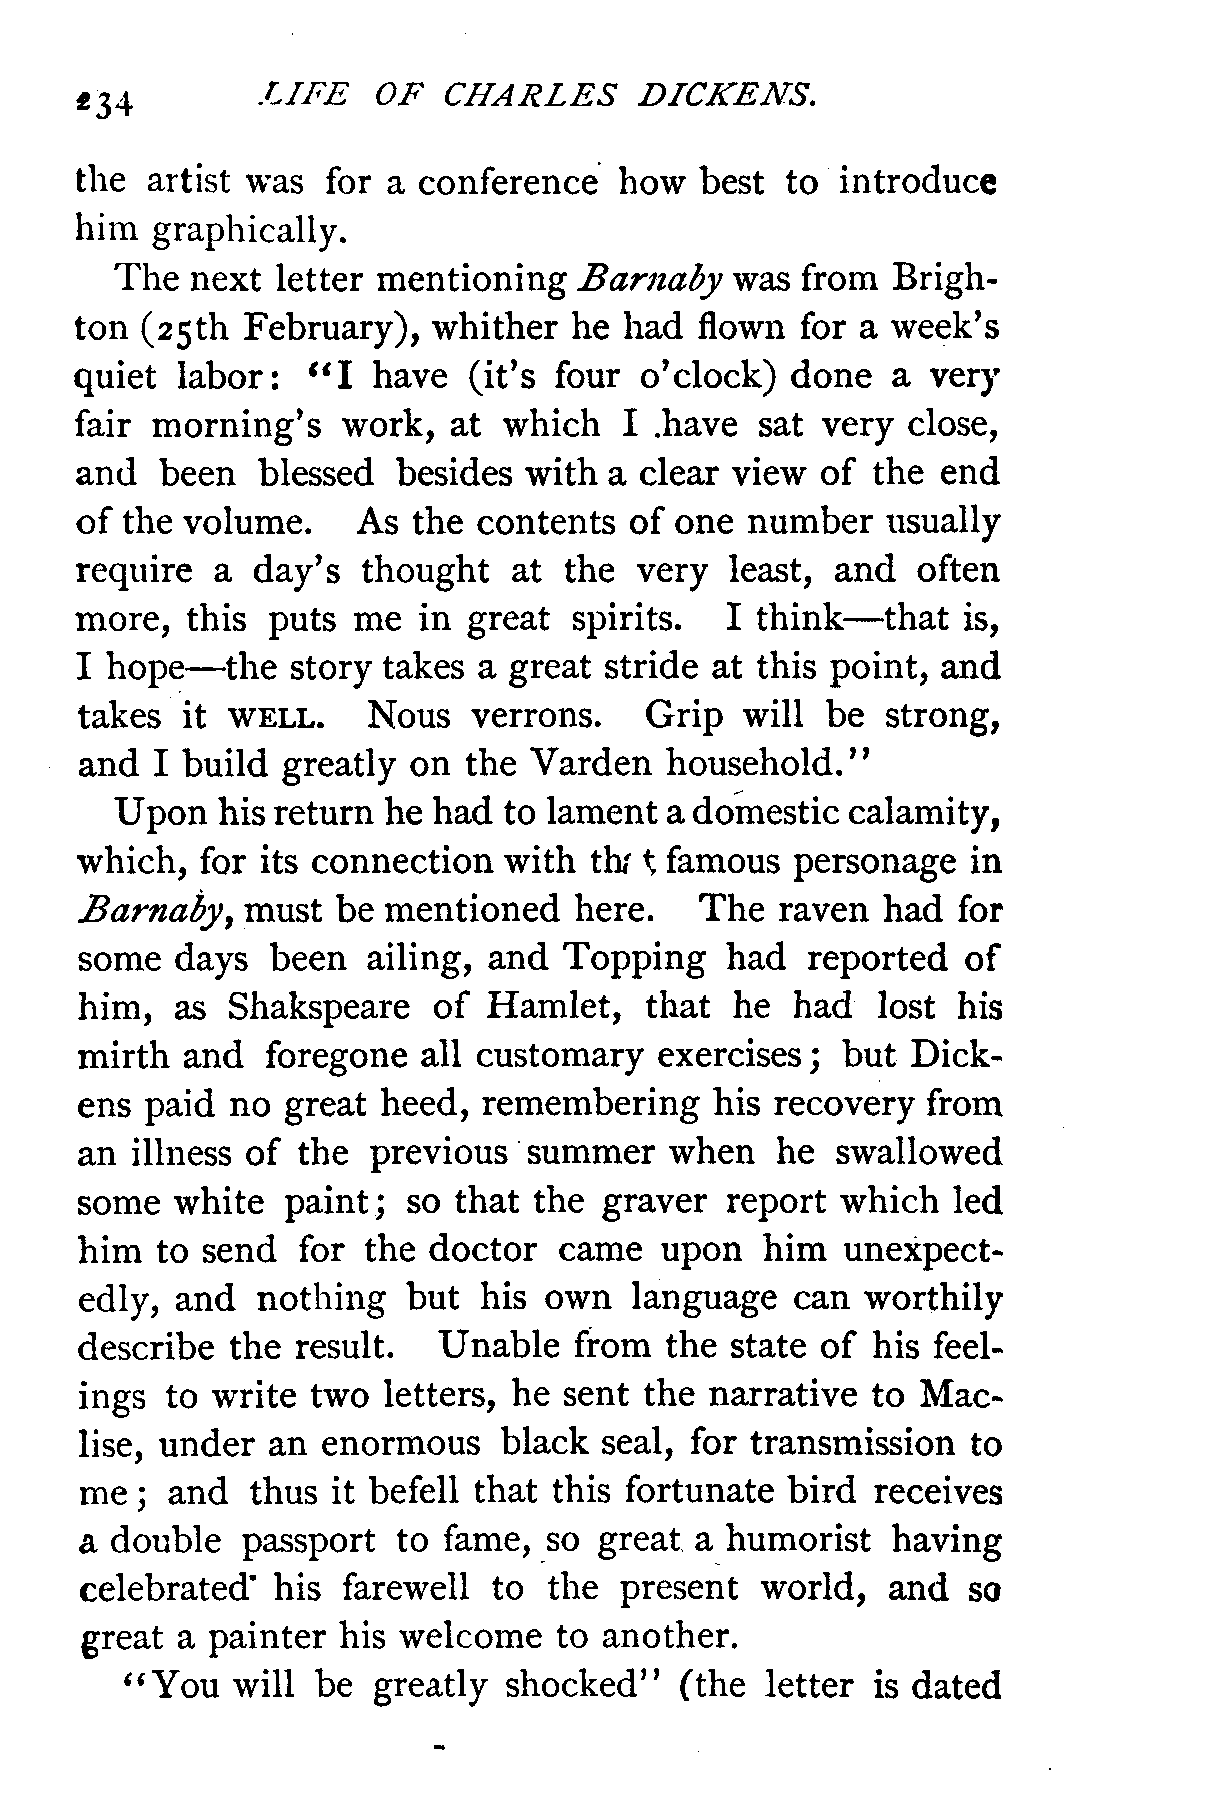 234 LIFE OF CHARLES DICKENS.
the artist was for a conference how best to introduce
him graphically.
The next letter mentioning Barnaby was from Brigh-
ton (25th February), whither he had flown for a week's
quiet labor: "I have (it's four o'clock) done a very
fair morning's work, at which I have sat very close,
and been blessed besides with a clear view of the end
of the volume. As the contents of one number usually
require a day's thought at the very least, and often
more, this puts me in great spirits. I think—that is,
I hope—the story takes a great stride at this point, and
takes it WELL. Nous verrons. Grip will be strong,
and I build greatly on the Varden household."
Upon his return he had to lament a domestic calamity,
which, for its connection with that famous personage in
Barnaby, must be mentioned here. The raven had for
some days been ailing, and Topping had reported of
him, as Shakspeare of Hamlet, that he had lost his
mirth and foregone all customary exercises; but Dick-
ens paid no great heed, remembering his recovery from
an illness of the previous summer when he swallowed
some white paint; so that the graver report which led
him to send for the doctor came upon him unexpect-
edly, and nothing but his own language can worthily
describe the result. Unable from the state of his feel-
ings to write two letters, he sent the narrative to Mac-
lise, under an enormous black seal, for transmission to
me; and thus it befell that this fortunate bird receives
a double passport to fame, so great a humorist having
celebrated his farewell to the present world, and so
great a painter his welcome to another.
"You will be greatly shocked" (the letter is dated